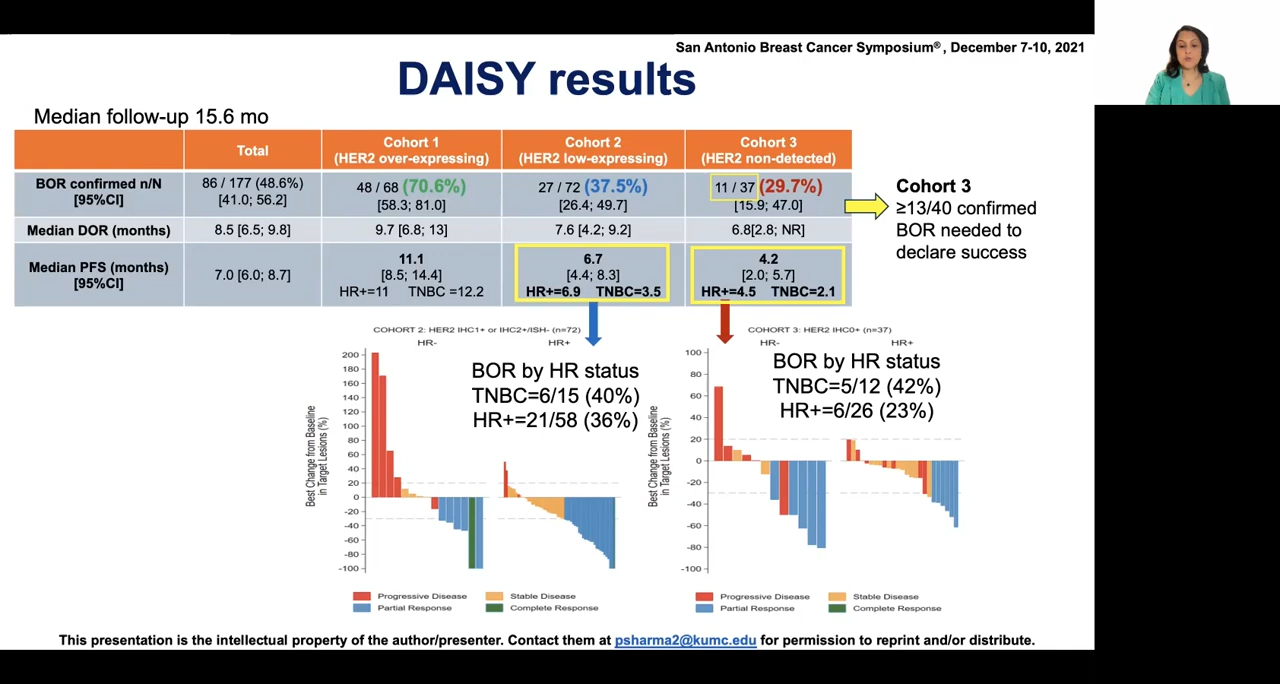 San Antonio Breast Cancer Symposium®, December 7-10, 2021
DAISY results
Median follow-up 15.6 mo
Total
Cohort 1
(HER2 over-expressing)
Cohort 2
(HER2 low-expressing)
Cohort 3
(HER2 non-detected)
BOR confirmed n/N
[95%CI]
86 / 177 (48.6%)
[41.0; 56.2]
48 / 68 (70.6%)
[58.3; 81.0]
27 / 72 (37.5%)
[26.4; 49.7]
11 / 37 (29.7%)
[15.9; 47.0]
Median DOR (months)
8.5 [6.5; 9.8]
9.7 [6.8; 13]
7.6 [4.2; 9.2]
6.8[2.8; NR]
Median PFS (months)
[95%CI]
7.0 [6.0; 8.7]
11.1
[8.5; 14.4]
HR+=11 TNBC =12.2
6.7
[4.4; 8.3]
HR+=6.9 TNBC=3.5
4.2
[2.0; 5.7]
HR+=4.5 TNBC=2.1
Cohort 3
≥13/40 confirmed
BOR needed to
declare success
COHORT 2: HER2 IHC1+ or IHC2+/ISH- (n=72)
HR-
HR+
BOR by HR status
TNBC=6/15 (40%)
HR+=21/58 (36%)
Best Change from Baseline
in Target Lesions (%)
200
180
160
140
120
100
80
60
40
20
0
-20
-40
-60
-80
-100
Progressive Disease
Stable Disease
Partial Response
Complete Response
COHORT 3: HER2 IHC0+ (n=37)
HR-
HR+
BOR by HR status
TNBC=5/12 (42%)
HR+=6/26 (23%)
Best Change from Baseline
in Target Lesions (%)
100
80
60
40
20
0
-20
-40
-60
-80
-100
Progressive Disease
Stable Disease
Partial Response
Complete Response
This presentation is the intellectual property of the author/presenter. Contact them at psharma2@kumc.edu for permission to reprint and/or distribute.